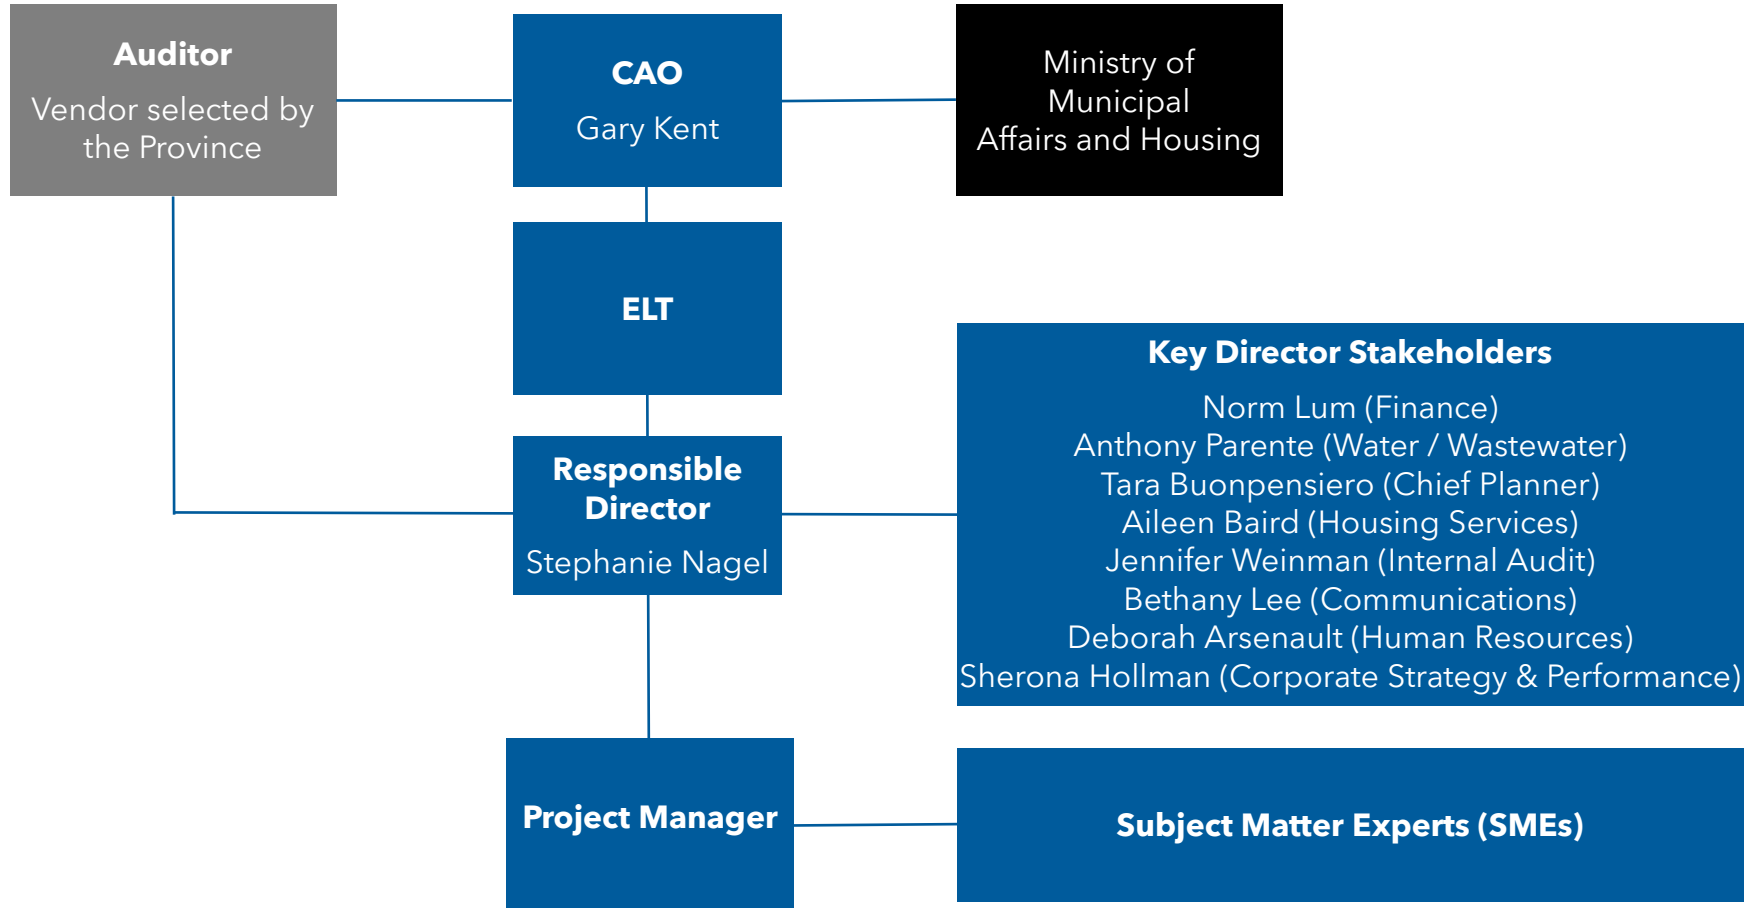 Auditor
Vendor selected by
the Province
CAO
Gary Kent
Ministry of
Municipal
Affairs and Housing
ELT
Responsible
Director
Stephanie Nagel
Key Director Stakeholders
Norm Lum (Finance)
Anthony Parente (Water / Wastewater)
Tara Buonpensiero (Chief Planner)
Aileen Baird (Housing Services)
Jennifer Weinman (Internal Audit)
Bethany Lee (Communications)
Deborah Arsenault (Human Resources)
Sherona Hollman (Corporate Strategy & Performance)
Project Manager
Subject Matter Experts (SMEs)